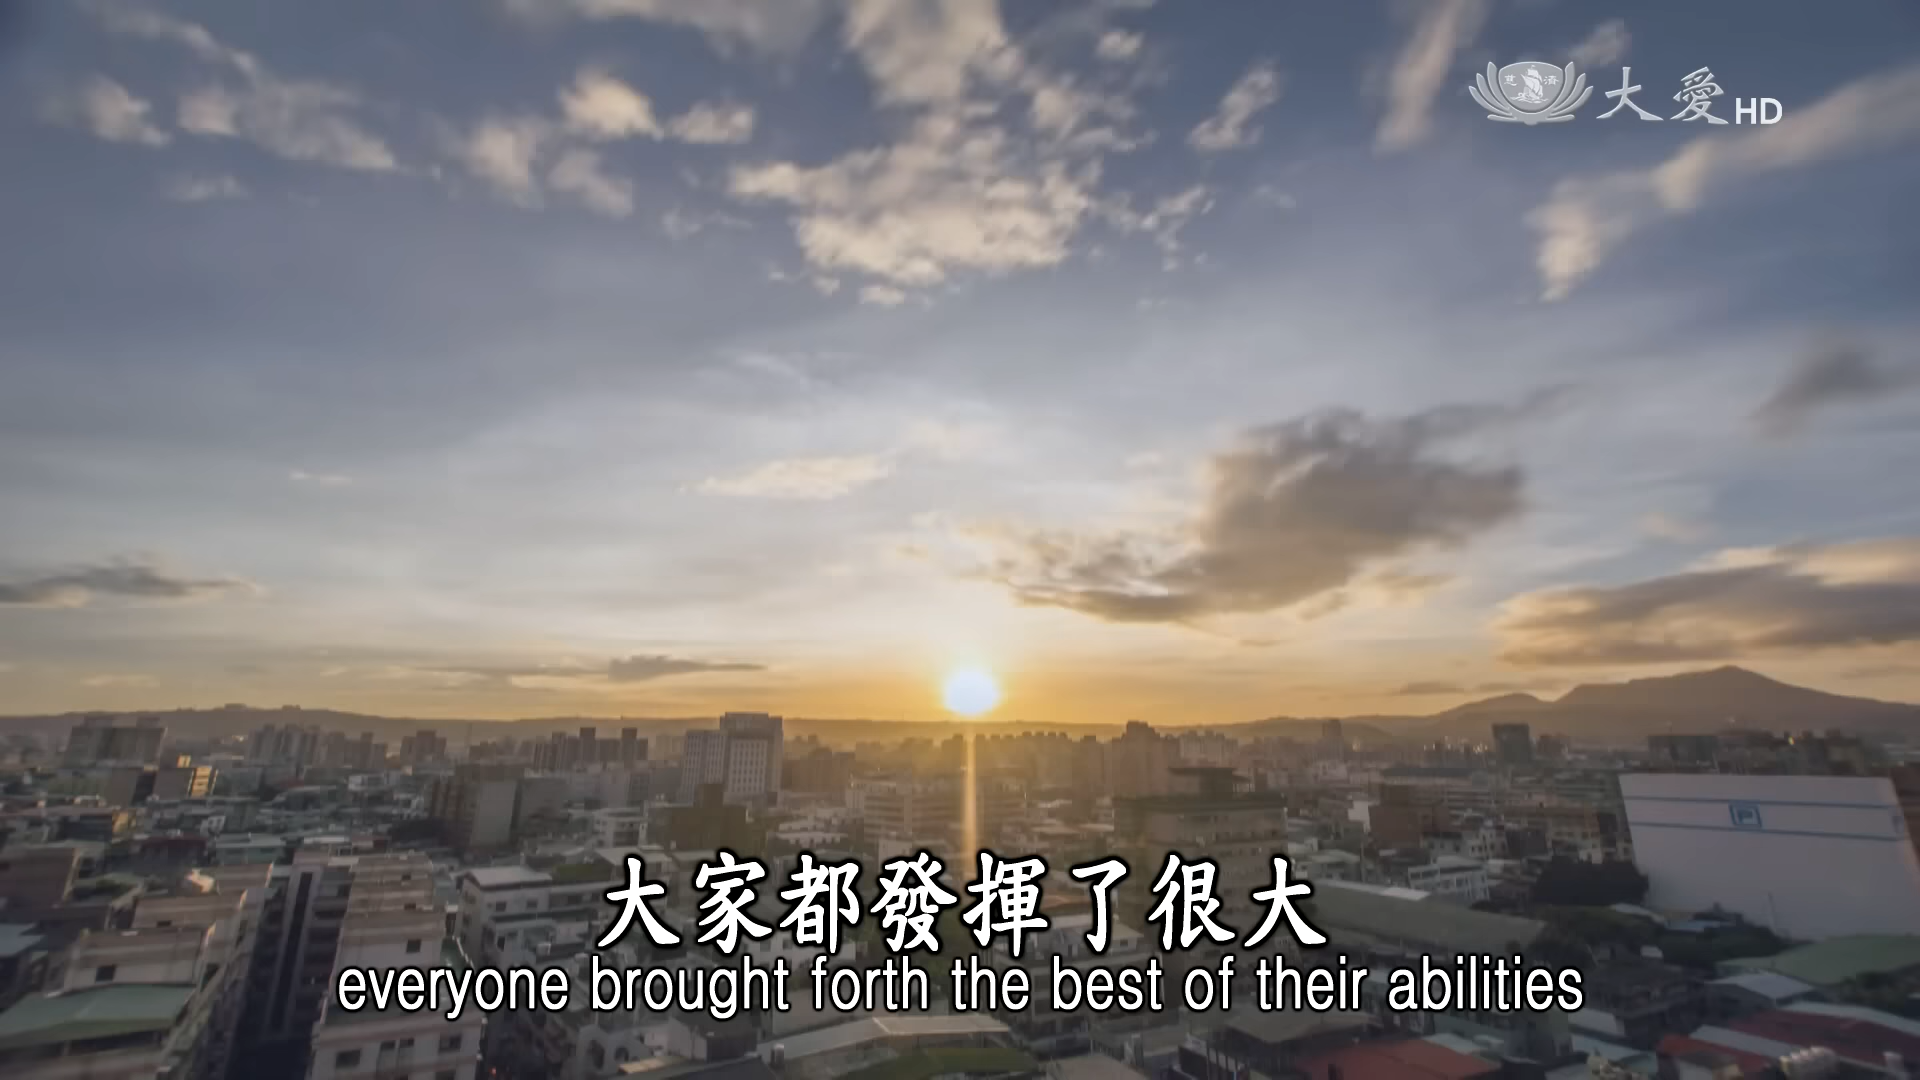 大愛HD
大家都發揮了很大
everyone brought forth the best of their abilities
P